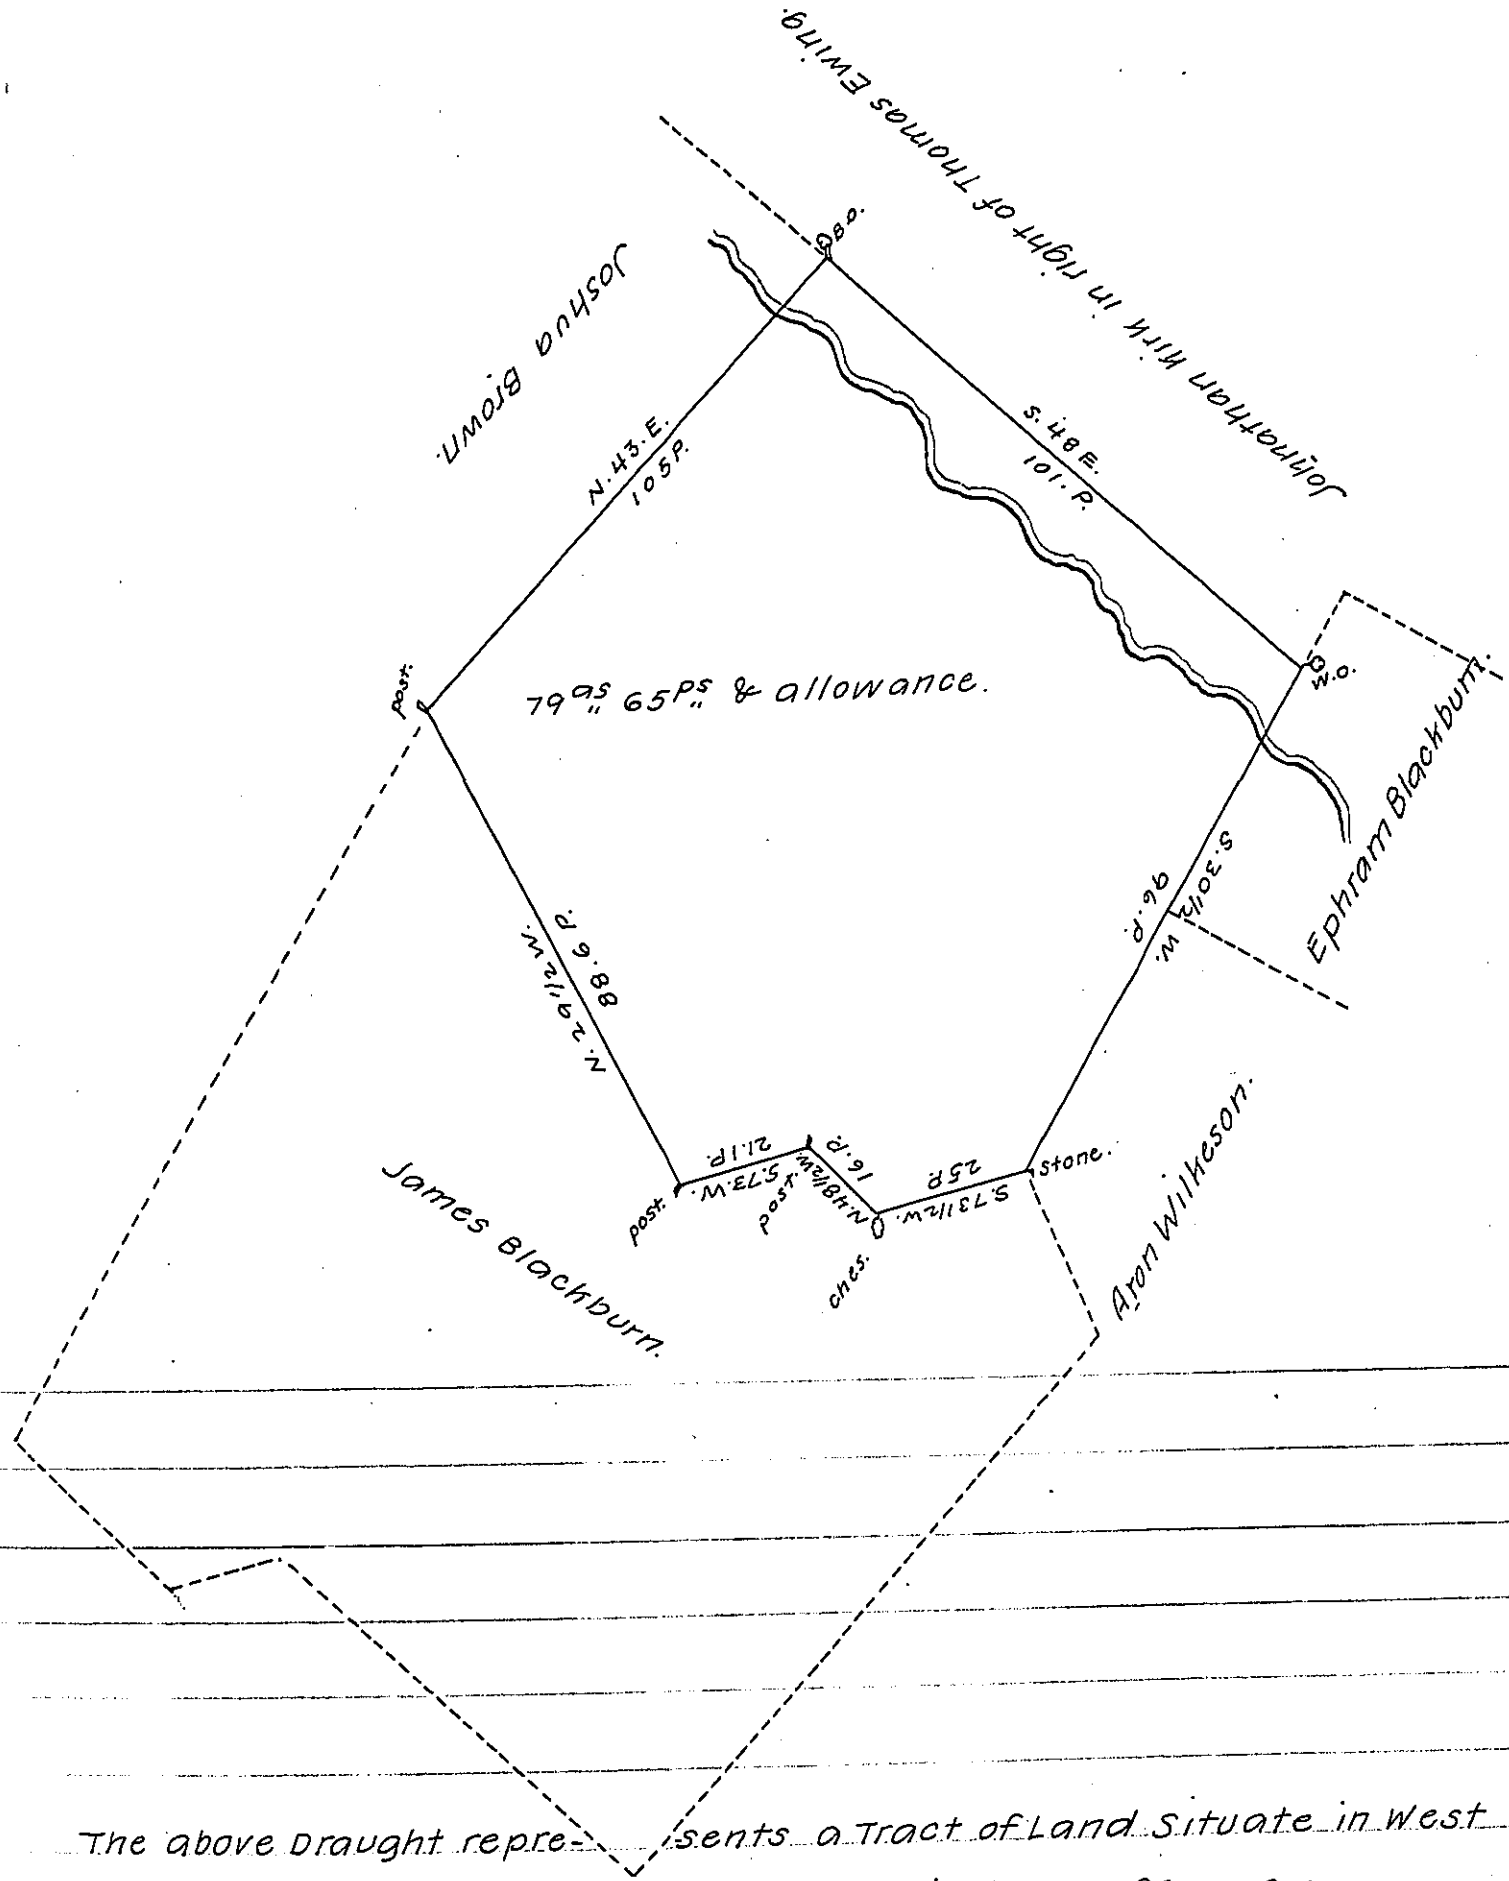 Johnathan kirk in right of Thomas Ewing.
B.O.
Joshua Brown.
N. 43. E.
105 P.
S. 48 E.
101. P.
W.O.
post.
79 as 65 ps & allowance.
Ephram Blackburn.
S. 30 1/2 W.
96. P.
N. 29 1/2 W.
88.6 P.
21.1 P.
S. 73. W.
post.
post.
16. P.
N. 48 1/2 W.
25 P.
S. 73 1/2 W.
stone.
ches.
James Blackburn.
Aron Wilkeson.
The above Draught repre- sents a Tract of Land Situate in West